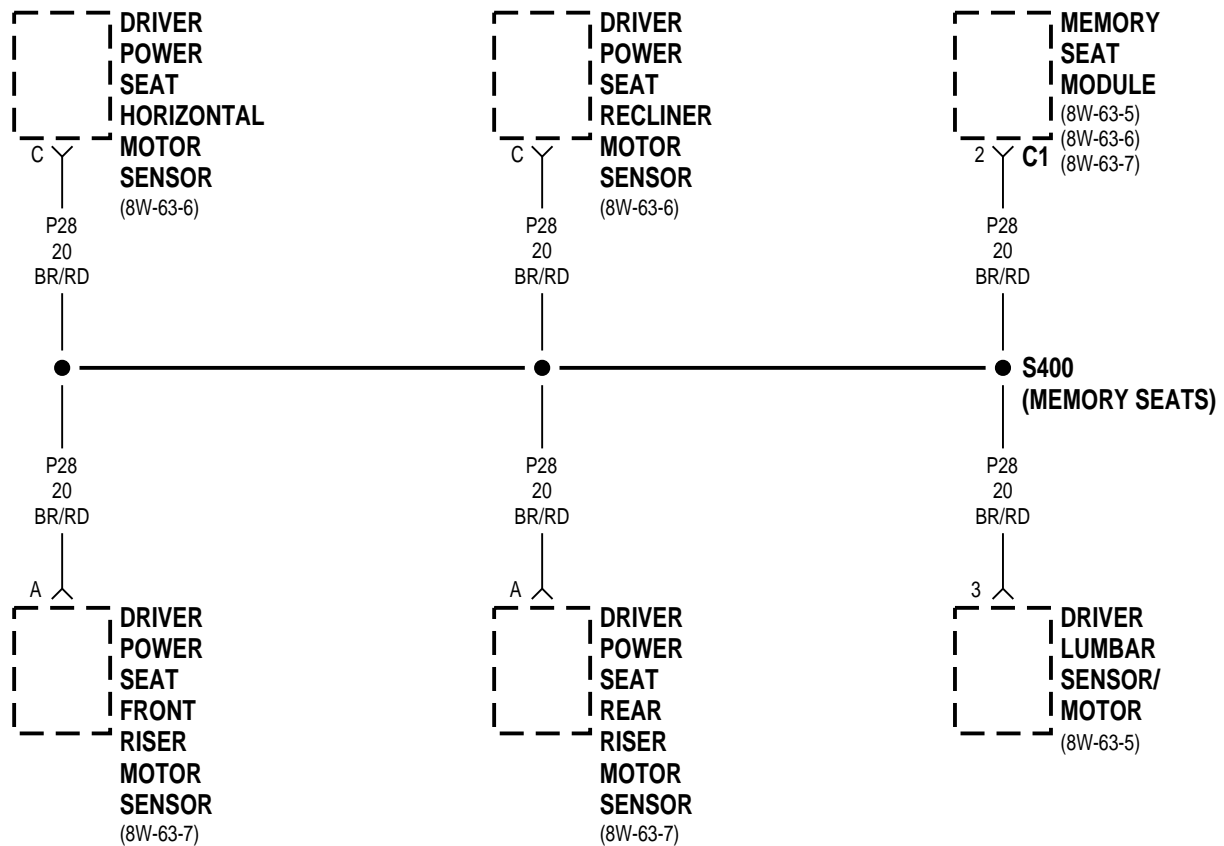 DRIVER
POWER
SEAT
HORIZONTAL
MOTOR
SENSOR
(8W-63-6)
C
P28
20
BR/RD
DRIVER
POWER
SEAT
RECLINER
MOTOR
SENSOR
(8W-63-6)
C
P28
20
BR/RD
MEMORY
SEAT
MODULE
(8W-63-5)
(8W-63-6)
(8W-63-7)
2 C1
P28
20
BR/RD
S400
(MEMORY SEATS)
P28
20
BR/RD
A
DRIVER
POWER
SEAT
FRONT
RISER
MOTOR
SENSOR
(8W-63-7)
P28
20
BR/RD
A
DRIVER
POWER
SEAT
REAR
RISER
MOTOR
SENSOR
(8W-63-7)
P28
20
BR/RD
3
DRIVER
LUMBAR
SENSOR/
MOTOR
(8W-63-5)